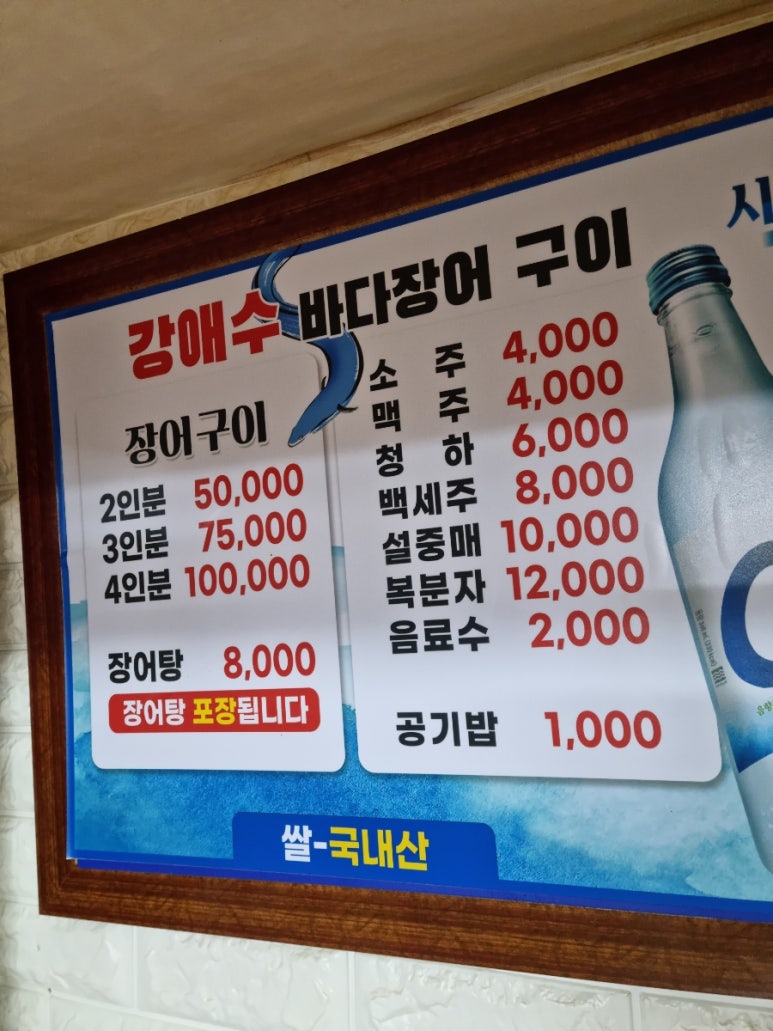 강애수 바다장어 구이
장어구이
2인분 50,000
3인분 75,000
4인분 100,000
장어탕 8,000
장어탕 포장됩니다
소주 4,000
맥주 4,000
청하 6,000
백세주 8,000
설중매 10,000
복분자 12,000
음료수 2,000
공기밥 1,000
쌀-국내산
시